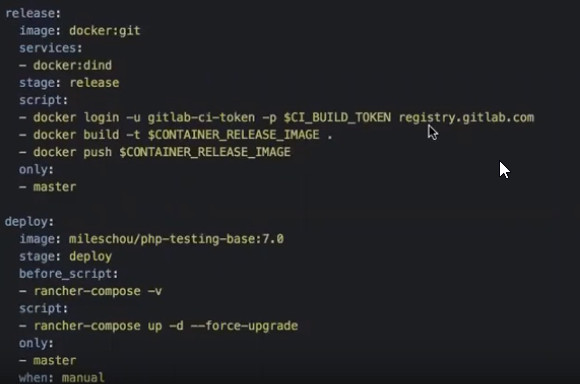 release:
  image: docker:git
  services:
  - docker:dind
  stage: release
  script:
  - docker login -u gitlab-ci-token -p $CI_BUILD_TOKEN registry.gitlab.com
  - docker build -t $CONTAINER_RELEASE_IMAGE .
  - docker push $CONTAINER_RELEASE_IMAGE
  only:
  - master
deploy:
  image: mileschou/php-testing-base:7.0
  stage: deploy
  before_script:
  - rancher-compose -v
  script:
  - rancher-compose up -d --force-upgrade
  only:
  - master
  when: manual